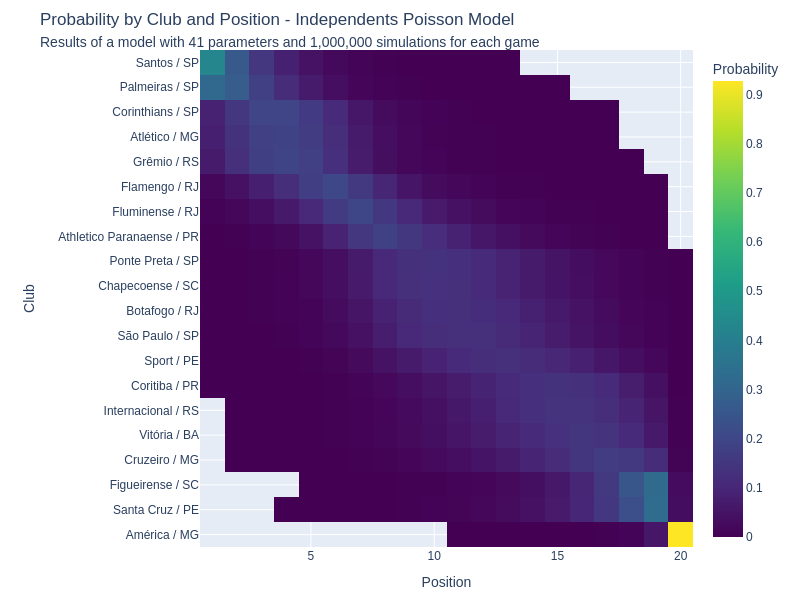 Probability by Club and Position - Independents Poisson Model
Results of a model with 41 parameters and 1,000,000 simulations for each game
Probability
Santos / SP
Palmeiras / SP
Corinthians / SP
Atlético / MG
Grêmio / RS
Flamengo / RJ
Fluminense / RJ
Athletico Paranaense / PR
Ponte Preta / SP
Chapecoense / SC
Botafogo / RJ
São Paulo / SP
Sport / PE
Coritiba / PR
Internacional / RS
Vitória / BA
Cruzeiro / MG
Figueirense / SC
Santa Cruz / PE
América / MG
Club
5
10
15
20
Position
0.9
0.8
0.7
0.6
0.5
0.4
0.3
0.2
0.1
0